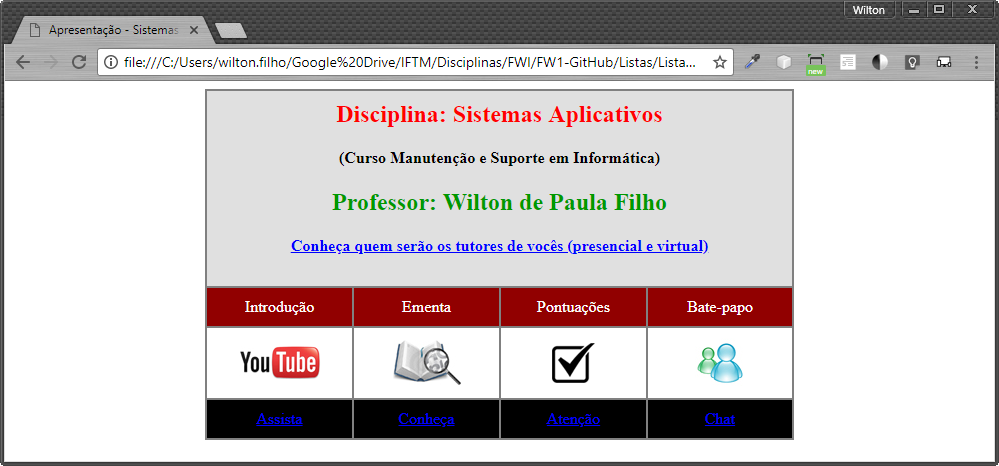 Wilton
Apresentação - Sistemas
file:///C:/Users/wilton.filho/Google%20Drive/IFTM/Disciplinas/FWI/FW1-GitHub/Listas/Lista...
new
Disciplina: Sistemas Aplicativos
(Curso Manutenção e Suporte em Informática)
Professor: Wilton de Paula Filho
Conheça quem serão os tutores de vocês (presencial e virtual)
Introdução Ementa Pontuações Bate-papo
YouTube
Assista Conheça Atenção Chat